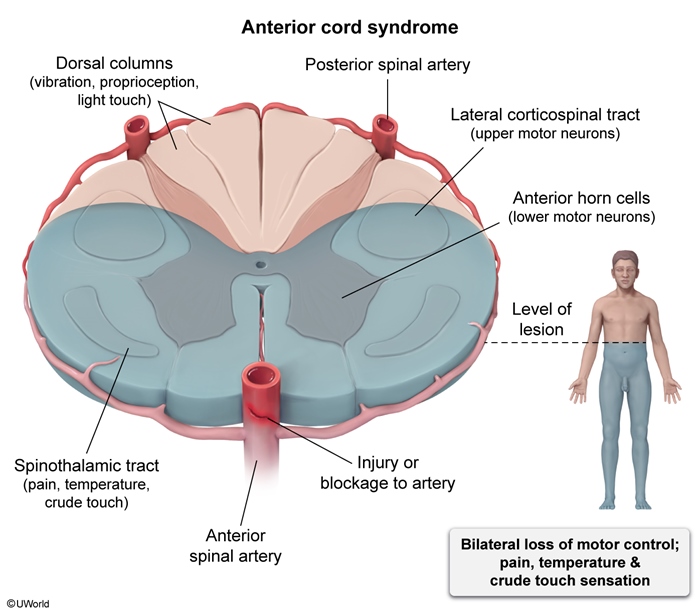 Anterior cord syndrome
Dorsal columns
(vibration, proprioception,
light touch)
Posterior spinal artery
Lateral corticospinal tract
(upper motor neurons)
Anterior horn cells
(lower motor neurons)
Level of
lesion
Spinothalamic tract
(pain, temperature,
crude touch)
Injury or
blockage to artery
Anterior
spinal artery
Bilateral loss of motor control;
pain, temperature &
crude touch sensation
©UWorld